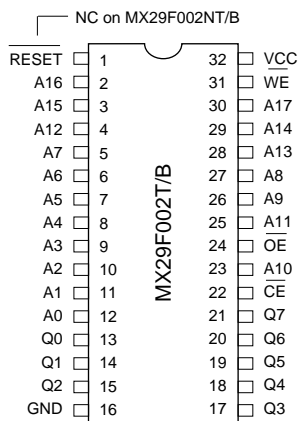 NC on MX29F002NT/B
RESET 1 32 VCC
A16 2 31 WE
A15 3 30 A17
A12 4 29 A14
A7 5 28 A13
A6 6 27 A8
A5 7 26 A9
A4 8 25 A11
A3 9 24 OE
A2 10 23 A10
A1 11 22 CE
A0 12 21 Q7
Q0 13 20 Q6
Q1 14 19 Q5
Q2 15 18 Q4
GND 16 17 Q3
MX29F002T/B